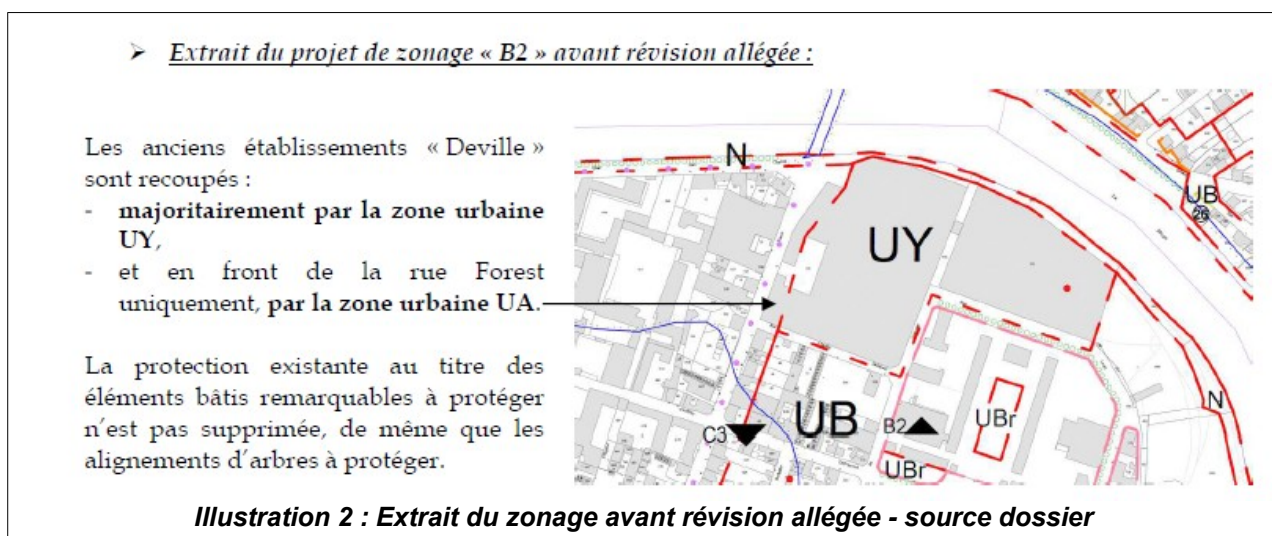 ➢ Extrait du projet de zonage « B2 » avant révision allégée :
Les anciens établissements « Deville »
sont recoupés :
- majoritairement par la zone urbaine
UY,
- et en front de la rue Forest
uniquement, par la zone urbaine UA.
La protection existante au titre des
éléments bâtis remarquables à protéger
n'est pas supprimée, de même que les
alignements d'arbres à protéger.
N
UY
UB
26
UB
C3
B2
UBr
UBr
N
Illustration 2 : Extrait du zonage avant révision allégée - source dossier